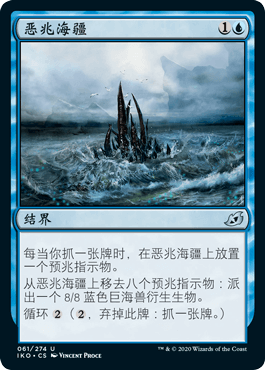 恶兆海疆 1
结界
每当你抓一张牌时，在恶兆海疆上放置
一个预兆指示物。
从恶兆海疆上移去八个预兆指示物：派
出一个 8/8 蓝色巨海兽衍生生物。
循环 2（2，弃掉此牌：抓一张牌。）
061/274 U
IKO • CS VINCENT PROCE
™ & © 2020 Wizards of the Coast